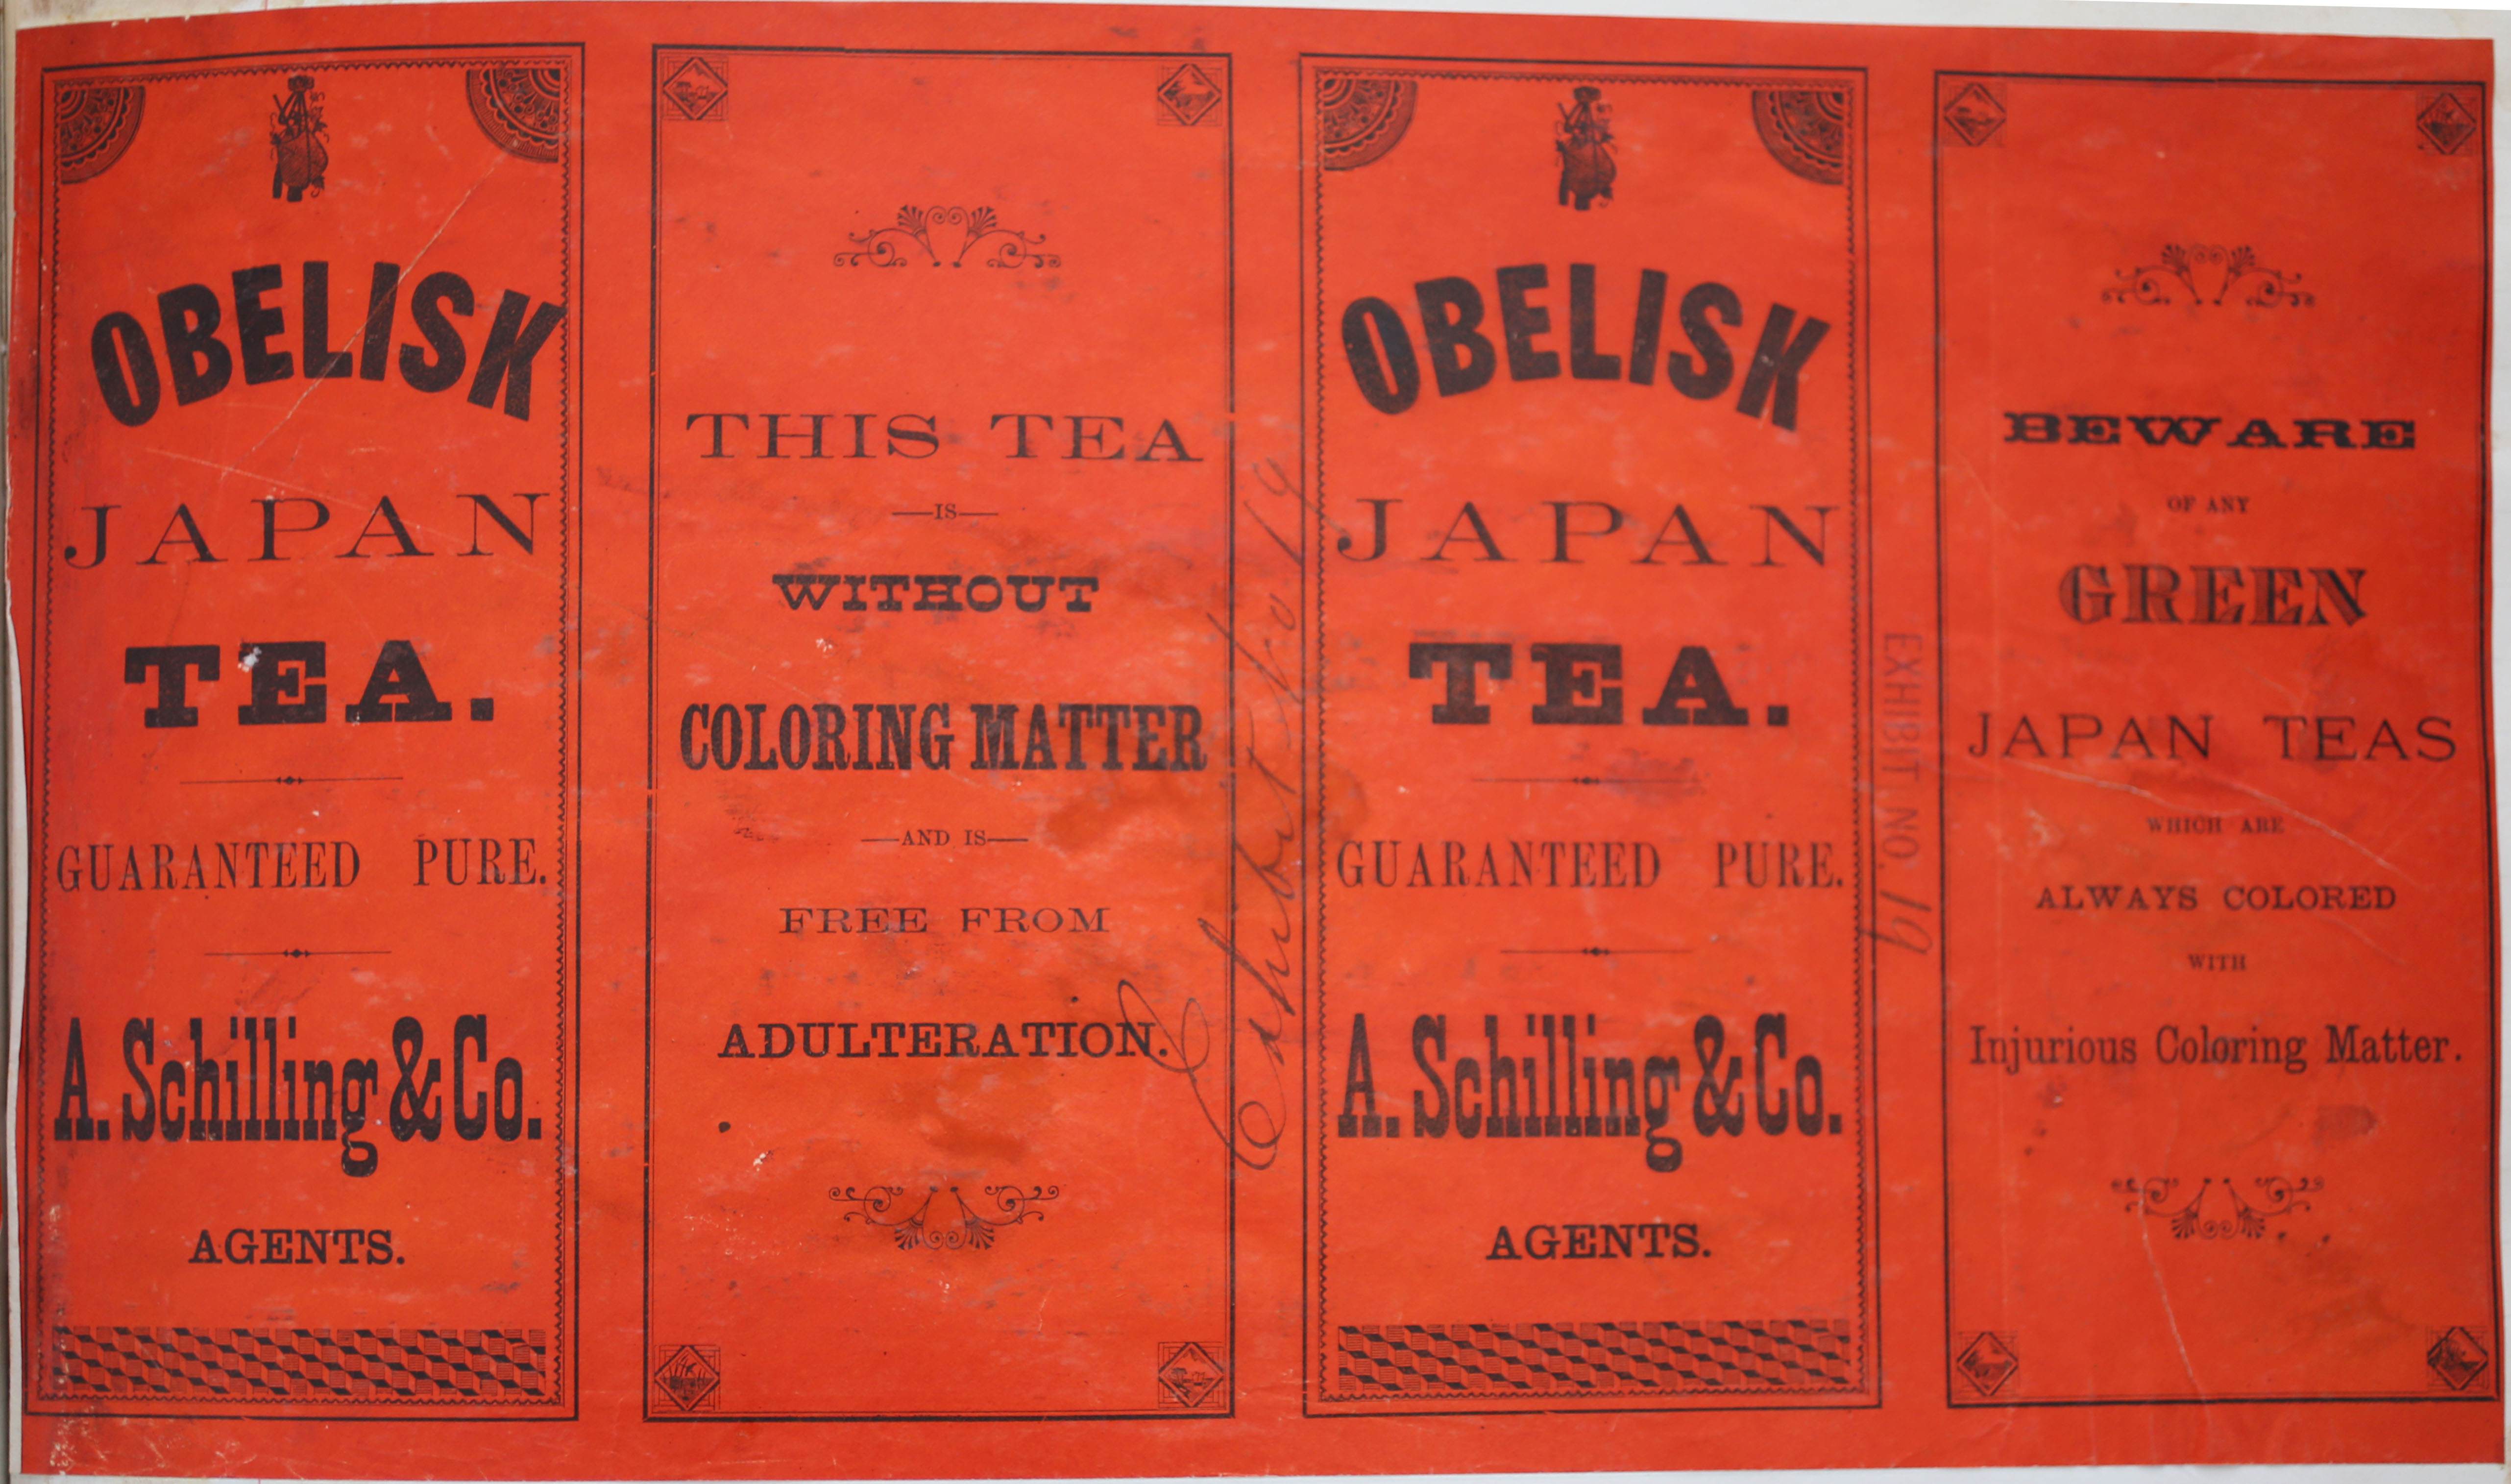 OBELISK
JAPAN
TEA.
GUARANTEED PURE.
A. Schilling & Co.
AGENTS.
THIS TEA
—IS—
WITHOUT
COLORING MATTER
—AND IS—
FREE FROM
ADULTERATION.
Exhibit No 19
OBELISK
JAPAN
TEA.
GUARANTEED PURE.
A. Schilling & Co.
AGENTS.
EXHIBIT NO. 19
BEWARE
OF ANY
GREEN
JAPAN TEAS
WHICH ARE
ALWAYS COLORED
WITH
Injurious Coloring Matter.